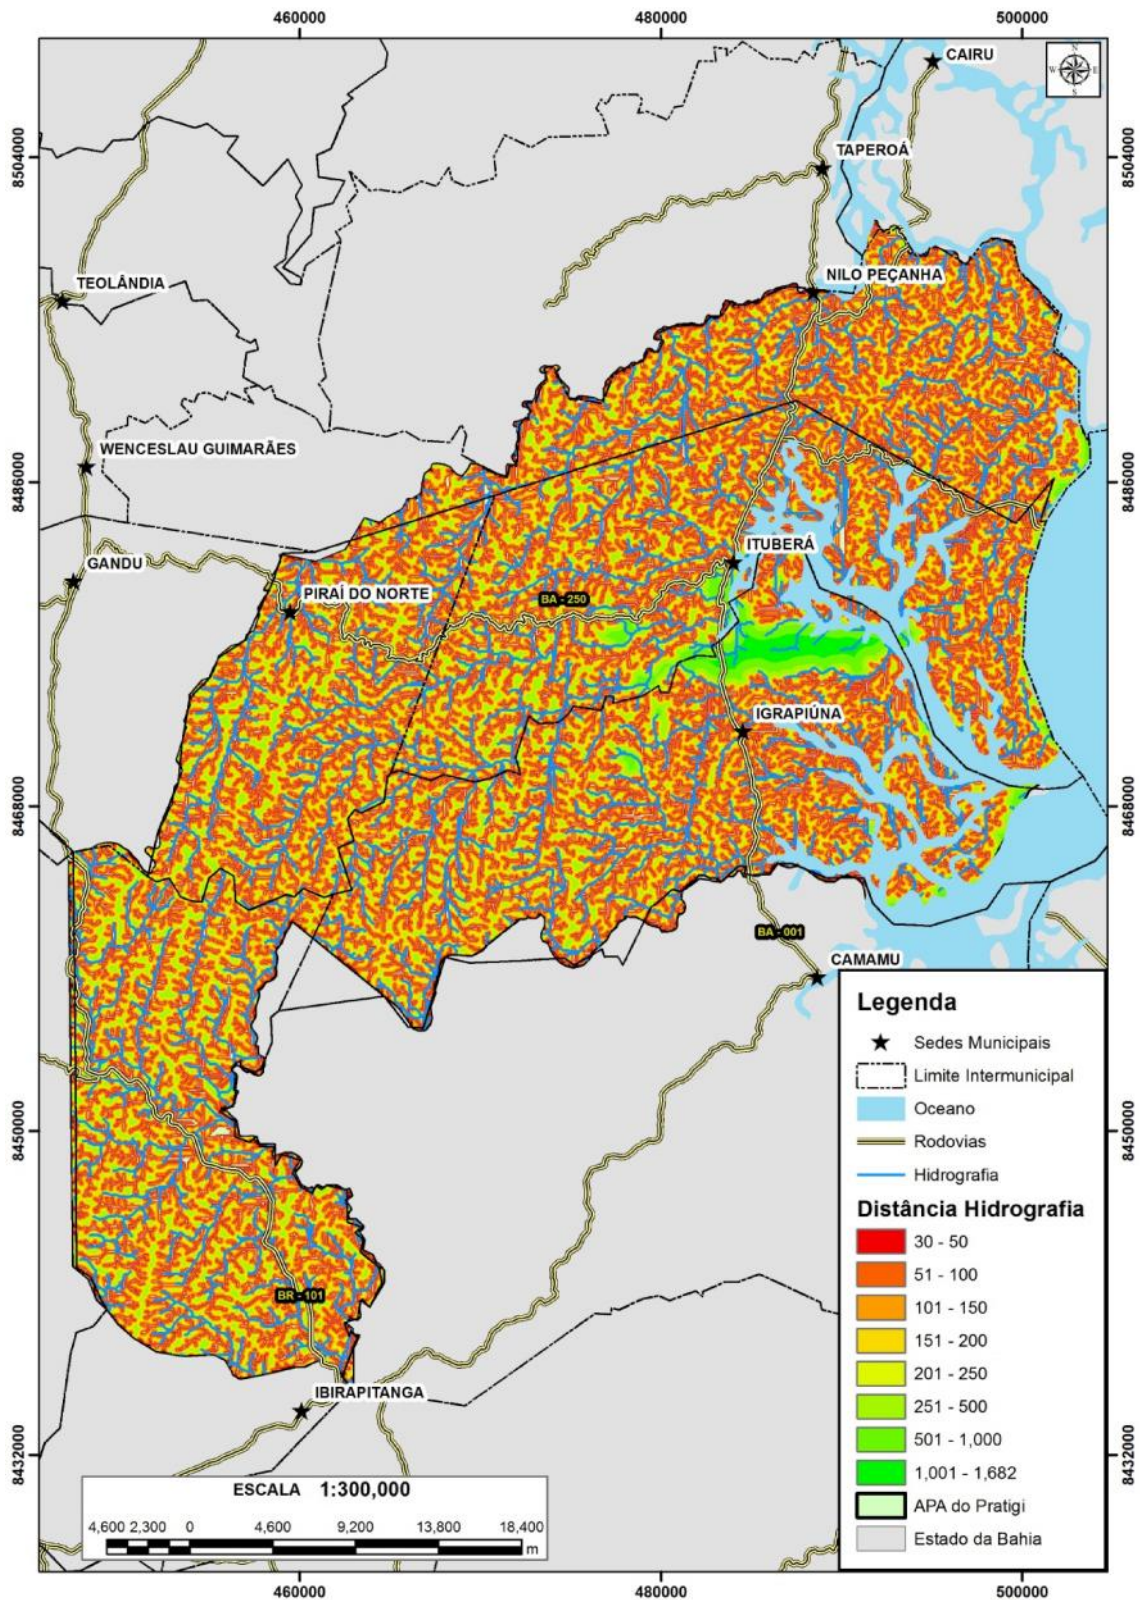 460000 480000 500000
N
W E
S
CAIRU
8504000 8504000
TAPEROÁ
TEOLÂNDIA
NILO PEÇANHA
WENCESLAU GUIMARÃES
8486000 8486000
ITUBERÁ
GANDU
PIRAÍ DO NORTE
BA - 250
IGRAPIÚNA
8468000 8468000
BA - 001
CAMAMU
Legenda
Sedes Municipais
Limite Intermunicipal
Oceano
Rodovias
Hidrografia
8450000 8450000
Distância Hidrografia
30 - 50
51 - 100
101 - 150
151 - 200
201 - 250
251 - 500
501 - 1,000
1,001 - 1,682
APA do Pratigi
Estado da Bahia
BR - 101
IBIRAPITANGA
8432000 8432000
ESCALA 1:300,000
4,600 2,300 0 4,600 9,200 13,800 18,400
m
460000 480000 500000